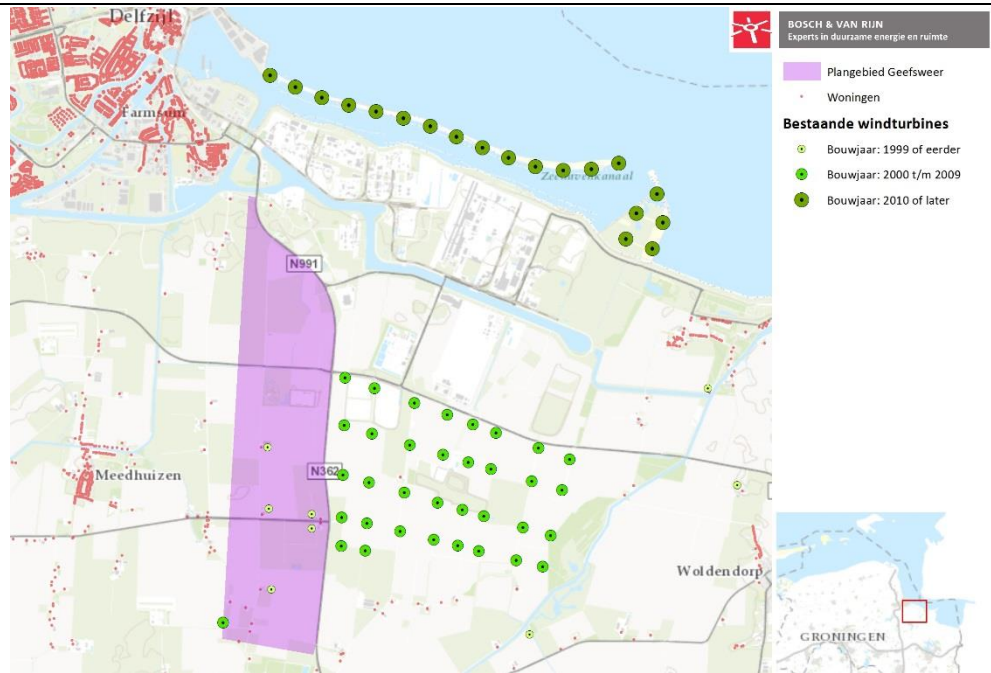 Delfzijl
Farmsum
Zeehavenkanaal
N991
N362
Meedhuizen
Woldendorp
BOSCH & VAN RIJN
Experts in duurzame energie en ruimte
Plangebied Geefsweer
Woningen
Bestaande windturbines
Bouwjaar: 1999 of eerder
Bouwjaar: 2000 t/m 2009
Bouwjaar: 2010 of later
GRONINGEN